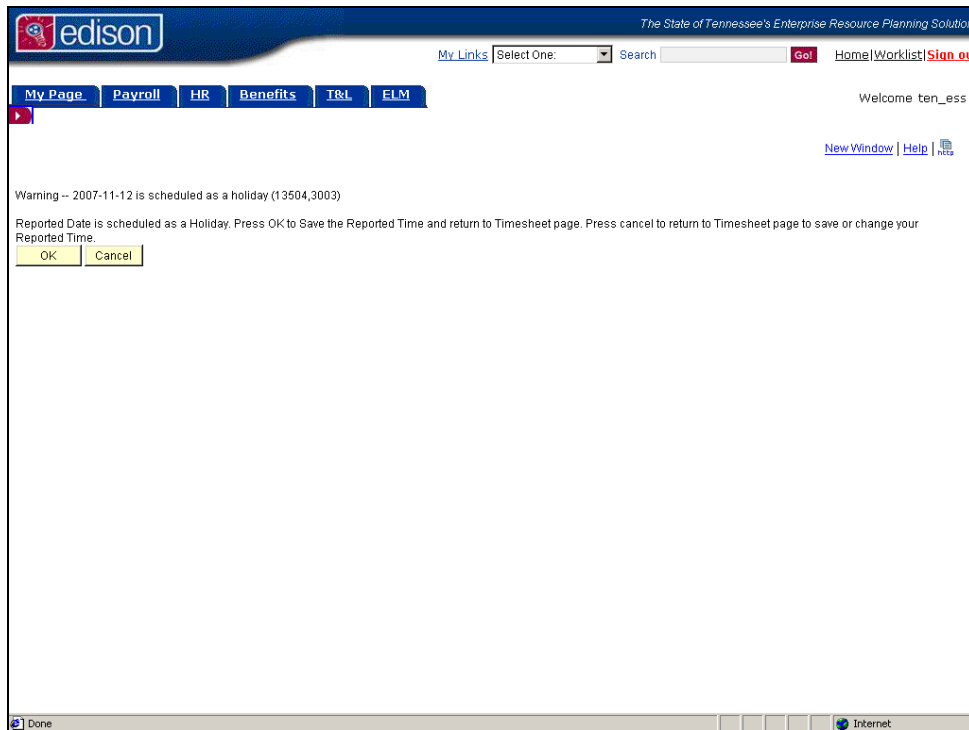 edison
The State of Tennessee's Enterprise Resource Planning Solution
My Links Select One: Search Go! Home|Worklist|Sign ou
My Page Payroll HR Benefits T&L ELM
Welcome ten_ess
New Window | Help | http
Warning -- 2007-11-12 is scheduled as a holiday (13504,3003)
Reported Date is scheduled as a Holiday. Press OK to Save the Reported Time and return to Timesheet page. Press cancel to return to Timesheet page to save or change your
Reported Time.
OK Cancel
Done Internet